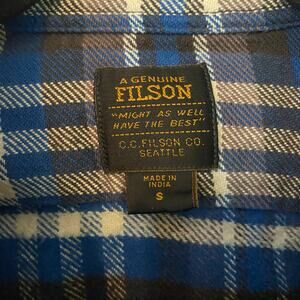 A GENUINE
FILSON
"MIGHT AS WELL
HAVE THE BEST"
C.C. FILSON CO.
SEATTLE
MADE IN
INDIA
S